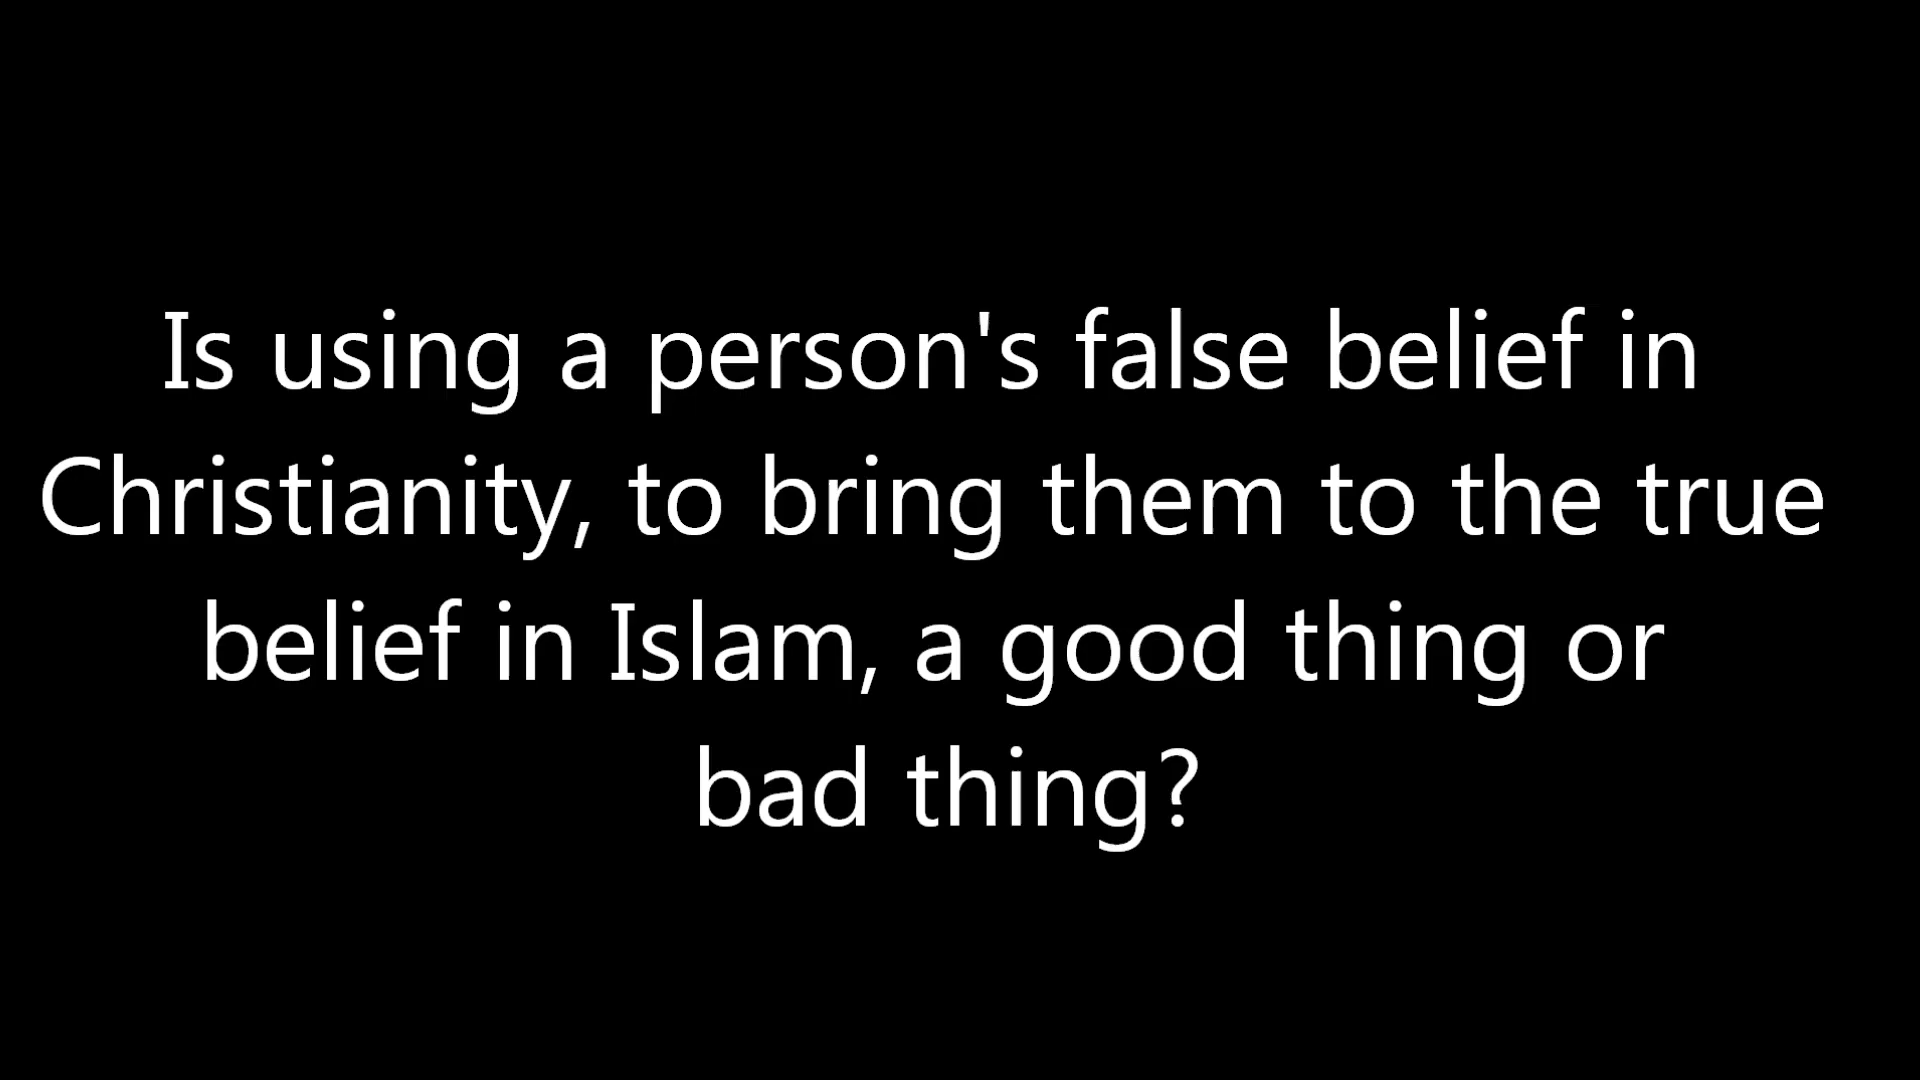 Is using a person's false belief in
Christianity, to bring them to the true
belief in Islam, a good thing or
bad thing?